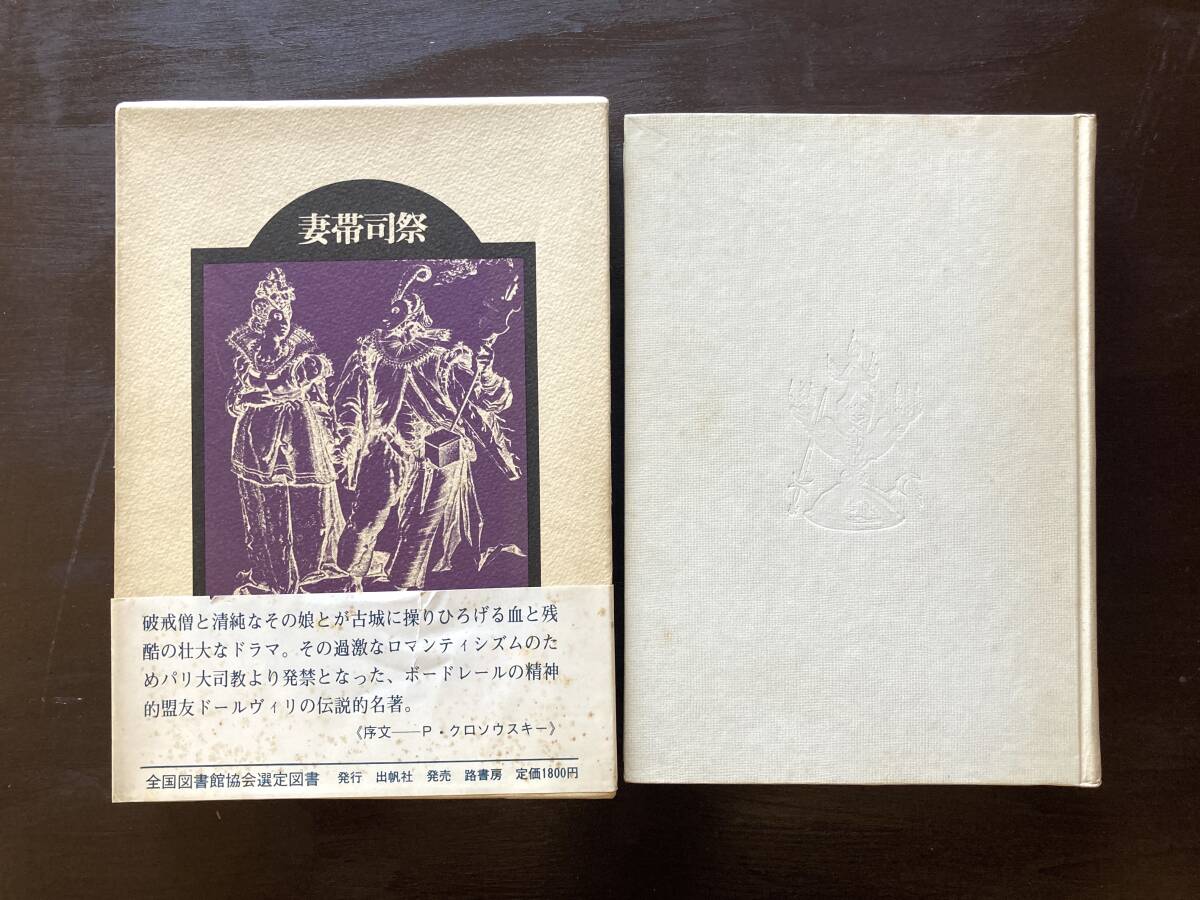 妻帯司祭
破戒僧と清純なその娘とが古城に操りひろげる血と残
酷の壮大なドラマ。その過激なロマンティシズムのた
めパリ大司教より発禁となった、ボードレールの精神
的盟友ドールヴィリの伝説的名著。
《序文――P・クロソウスキー》
全国図書館協会選定図書 発行 出帆社 発売 路書房 定価1800円